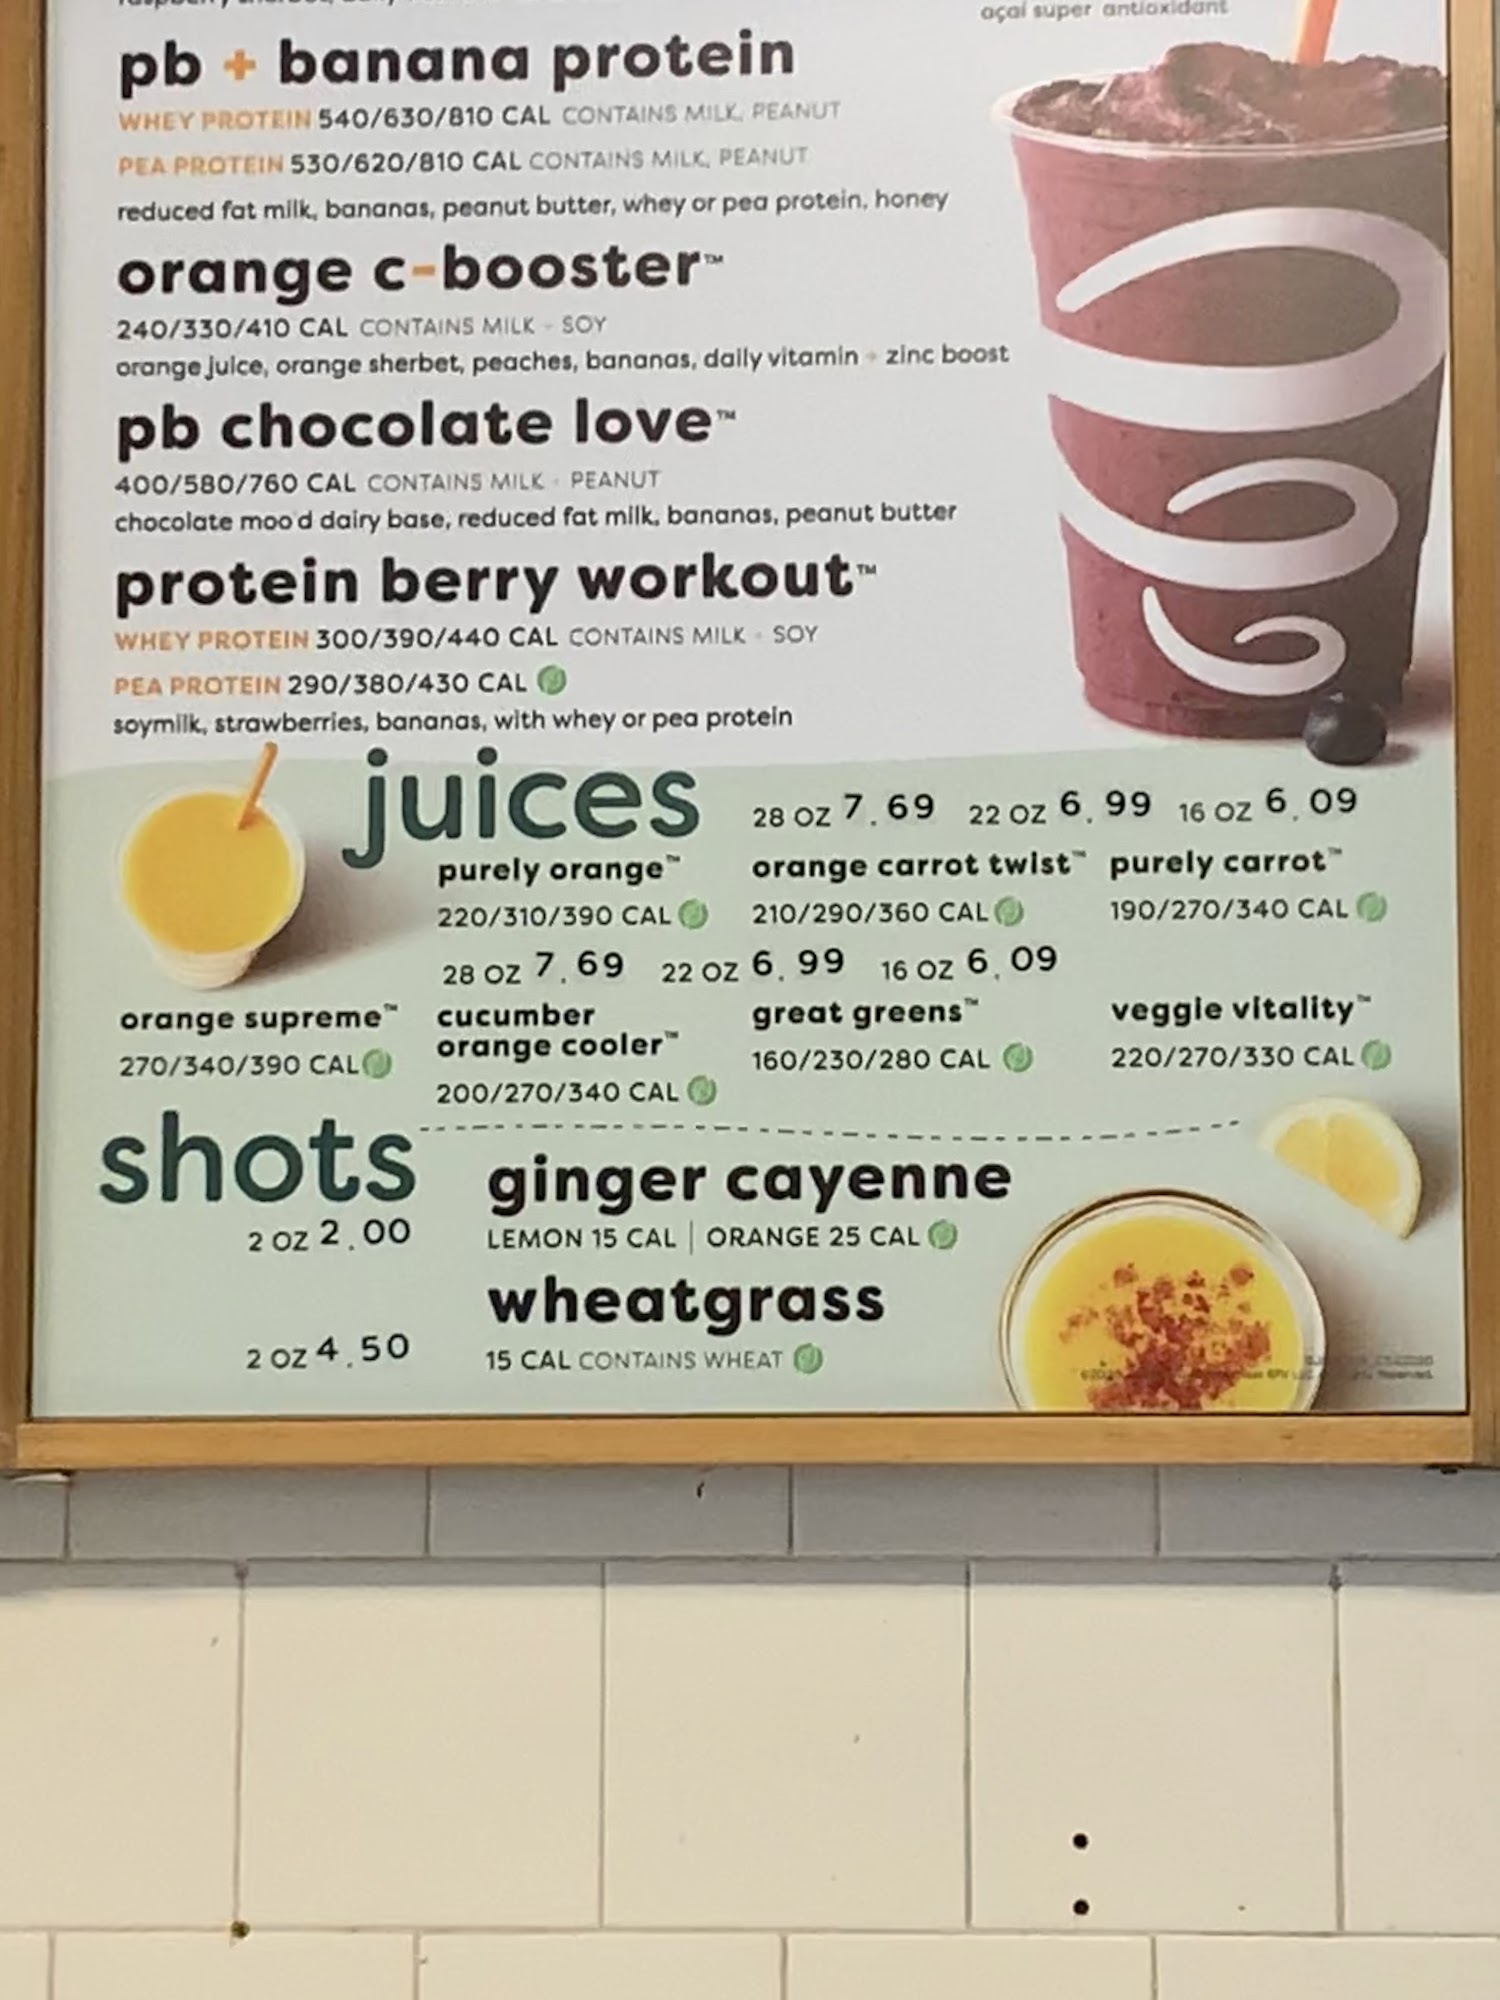 açaí super antioxidant
pb + banana protein
WHEY PROTEIN 540/630/810 CAL CONTAINS MILK, PEANUT
PEA PROTEIN 530/620/810 CAL CONTAINS MILK, PEANUT
reduced fat milk, bananas, peanut butter, whey or pea protein, honey
orange c-booster™
240/330/410 CAL CONTAINS MILK · SOY
orange juice, orange sherbet, peaches, bananas, daily vitamin + zinc boost
pb chocolate love™
400/580/760 CAL CONTAINS MILK · PEANUT
chocolate moo'd dairy base, reduced fat milk, bananas, peanut butter
protein berry workout™
WHEY PROTEIN 300/390/440 CAL CONTAINS MILK · SOY
PEA PROTEIN 290/380/430 CAL
soymilk, strawberries, bananas, with whey or pea protein
juices 28 OZ 7.69 22 OZ 6.99 16 OZ 6.09
purely orange™ orange carrot twist™ purely carrot™
220/310/390 CAL 210/290/360 CAL 190/270/340 CAL
28 OZ 7.69 22 OZ 6.99 16 OZ 6.09
orange supreme™ cucumber great greens™ veggie vitality™
orange cooler™
270/340/390 CAL 160/230/280 CAL 220/270/330 CAL
200/270/340 CAL
shots ginger cayenne
2 OZ 2.00 LEMON 15 CAL | ORANGE 25 CAL
wheatgrass
2 OZ 4.50 15 CAL CONTAINS WHEAT